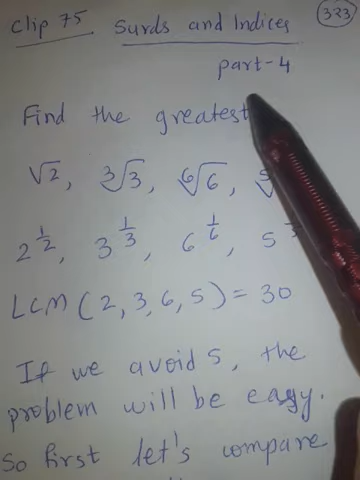 Clip 75 Surds and Indices 323
Part-4
Find the greatest
√2, ∛3, ⁶√6,
2^(1/2), 3^(1/3), 6^(1/6), 5
LCM (2, 3, 6, 5) = 30
If we avoid 5, the
problem will be easy.
So first let's compare